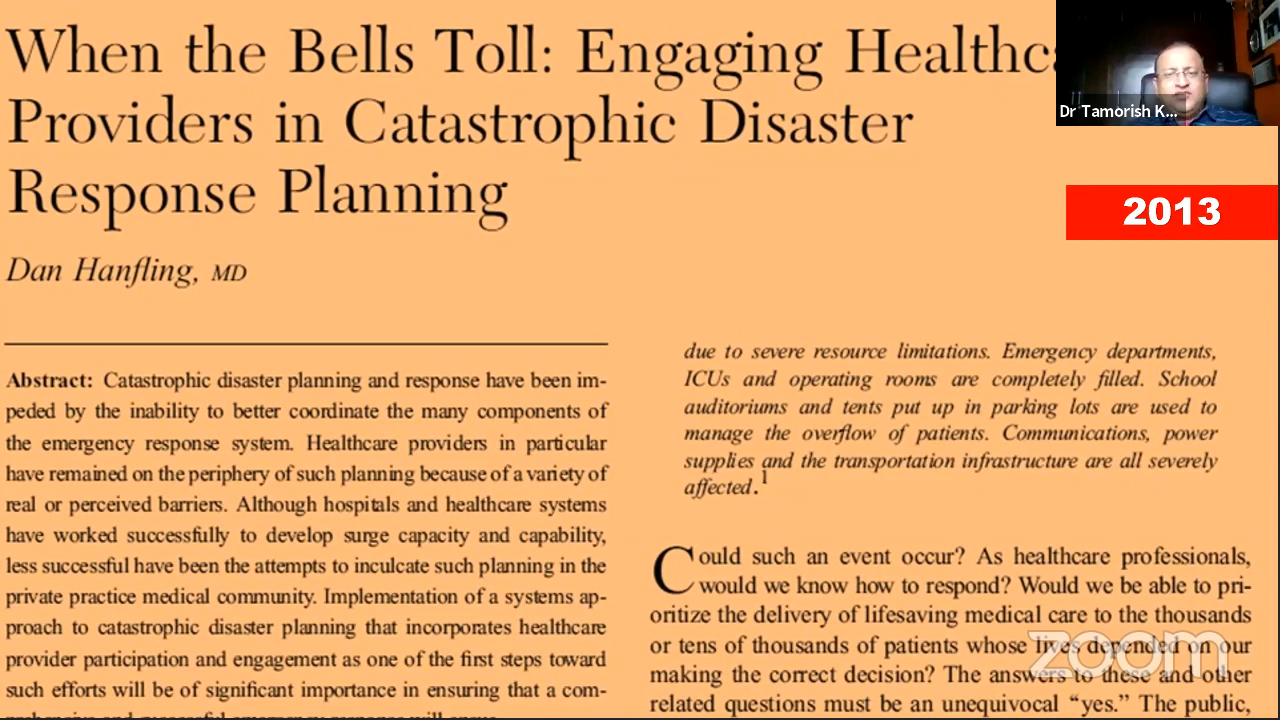 When the Bells Toll: Engaging Healthc
Providers in Catastrophic Disaster
Response Planning
Dan Hanfling, MD
Dr Tamorish K...
2013
Abstract: Catastrophic disaster planning and response have been im-
peded by the inability to better coordinate the many components of
the emergency response system. Healthcare providers in particular
have remained on the periphery of such planning because of a variety of
real or perceived barriers. Although hospitals and healthcare systems
have worked successfully to develop surge capacity and capability,
less successful have been the attempts to inculcate such planning in the
private practice medical community. Implementation of a systems ap-
proach to catastrophic disaster planning that incorporates healthcare
provider participation and engagement as one of the first steps toward
such efforts will be of significant importance in ensuring that a com-
due to severe resource limitations. Emergency departments,
ICUs and operating rooms are completely filled. School
auditoriums and tents put up in parking lots are used to
manage the overflow of patients. Communications, power
supplies and the transportation infrastructure are all severely
affected.1
Could such an event occur? As healthcare professionals,
would we know how to respond? Would we be able to pri-
oritize the delivery of lifesaving medical care to the thousands
or tens of thousands of patients whose lives depended on our
making the correct decision? The answers to these and other
related questions must be an unequivocal “yes.” The public,
zoom